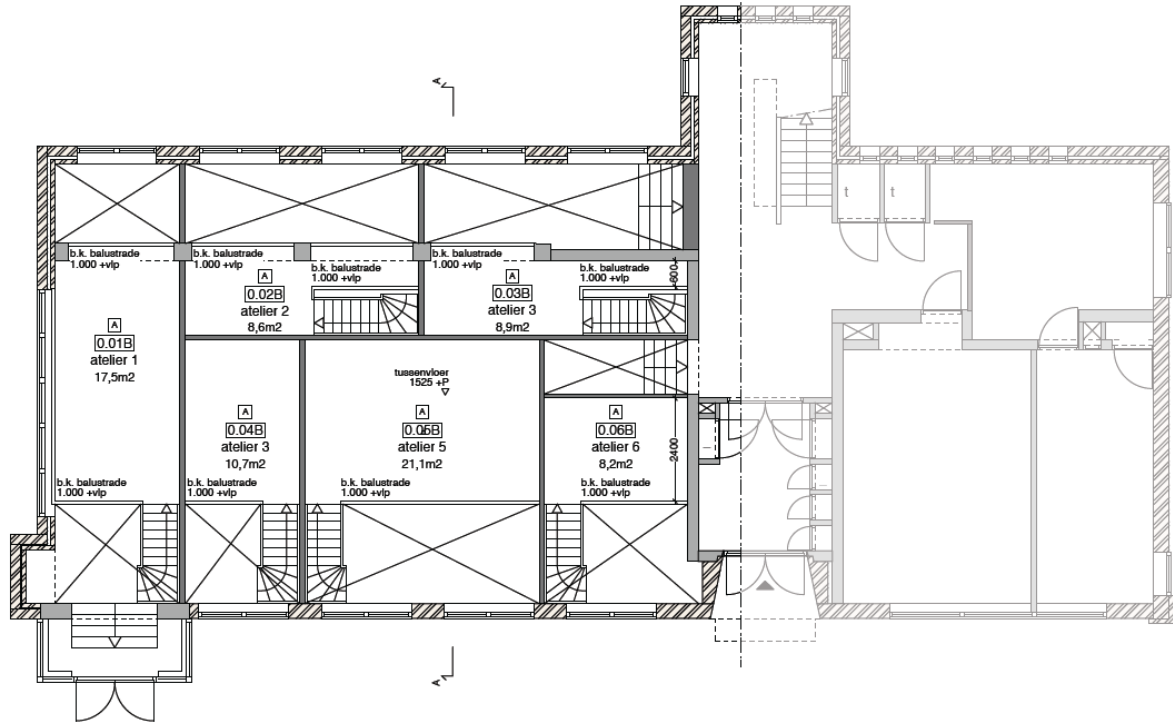 A
b.k. balustrade
1.000 +vlp
b.k. balustrade
1.000 +vlp
b.k. balustrade
1.000 +vlp
b.k. balustrade
1.000 +vlp
b.k. balustrade
1.000 +vlp
600
A
0.02B
atelier 2
8,6m2
A
0.03B
atelier 3
8,9m2
A
0.01B
atelier 1
17,5m2
t
t
tussenvloer
1525 +P
A
0.04B
atelier 3
10,7m2
A
0.05B
atelier 5
21,1m2
A
0.06B
atelier 6
8,2m2
2400
b.k. balustrade
1.000 +vlp
b.k. balustrade
1.000 +vlp
b.k. balustrade
1.000 +vlp
b.k. balustrade
1.000 +vlp
A